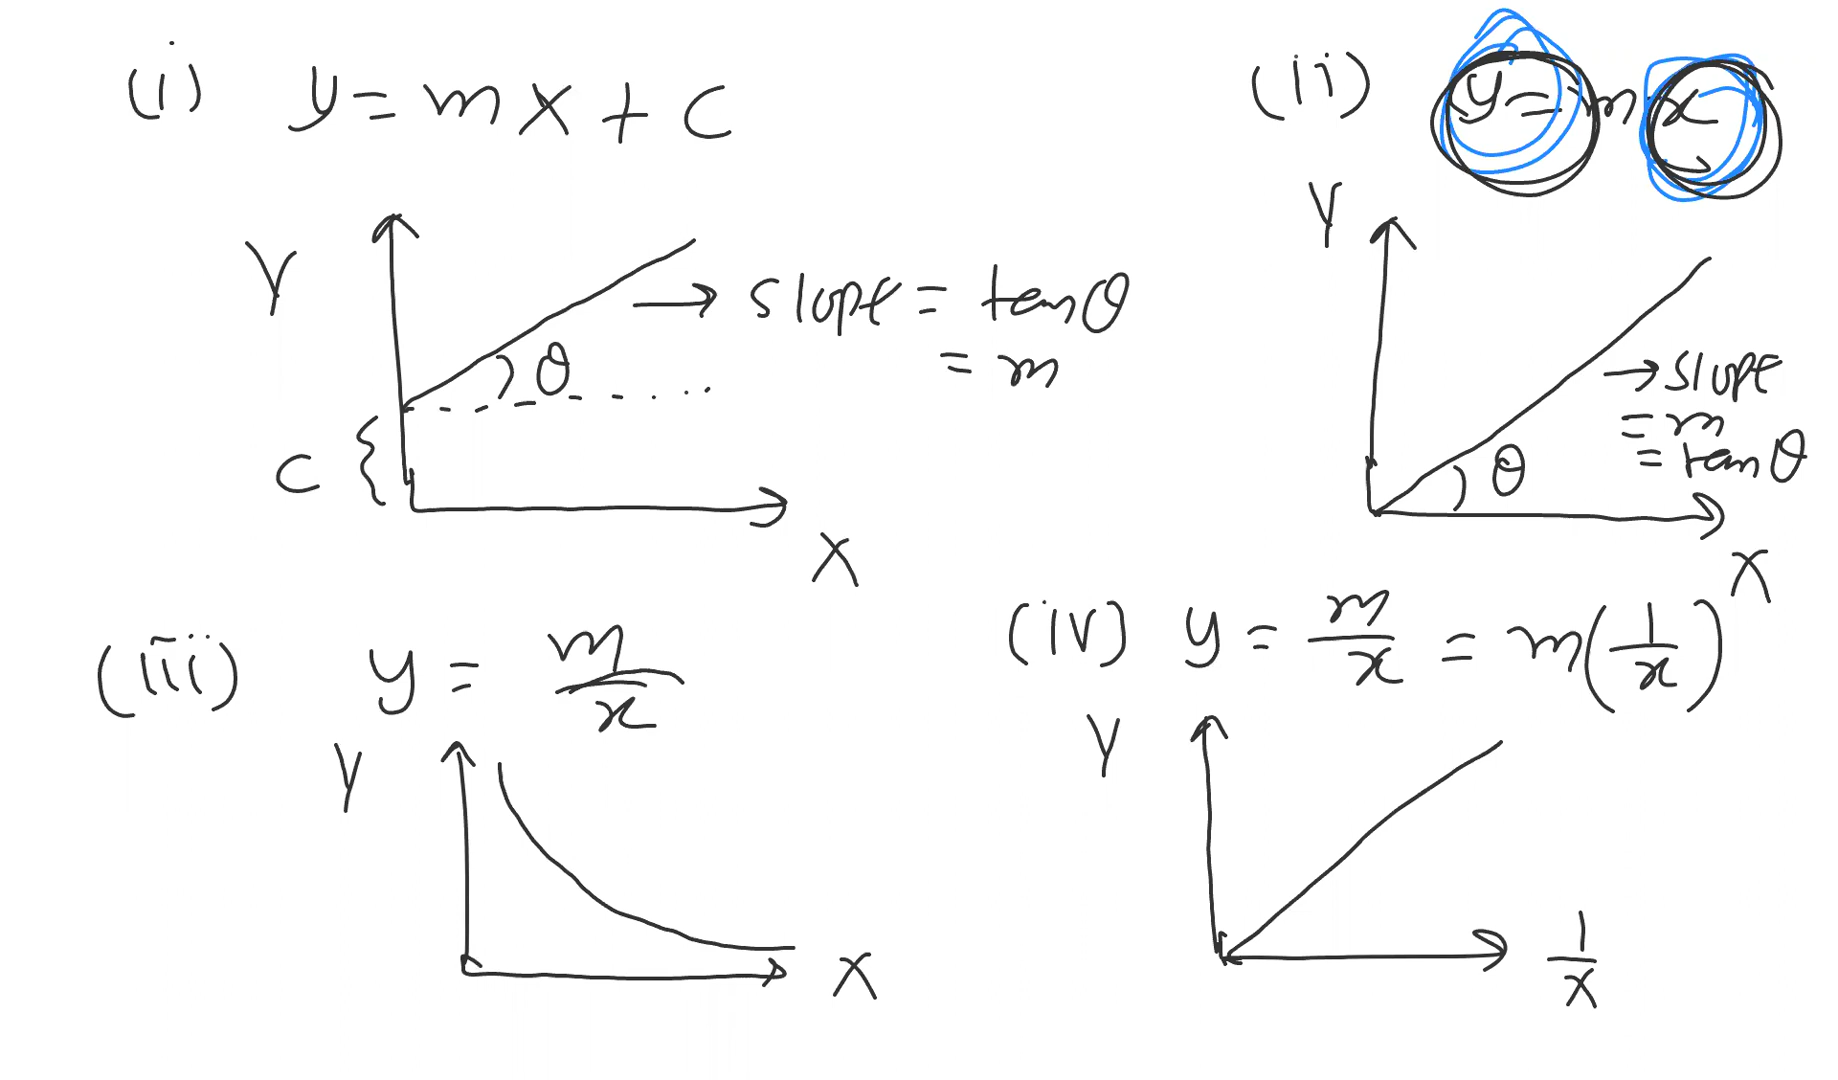 (i) y = mx + c
(ii) y = mx
Y
→ slope = tanθ
= m
θ
C
X
Y
→ slope
= m
= tanθ
θ
X
(iii) y = m/x
Y
X
(iv) y = m/x = m(1/x)
Y
1/x